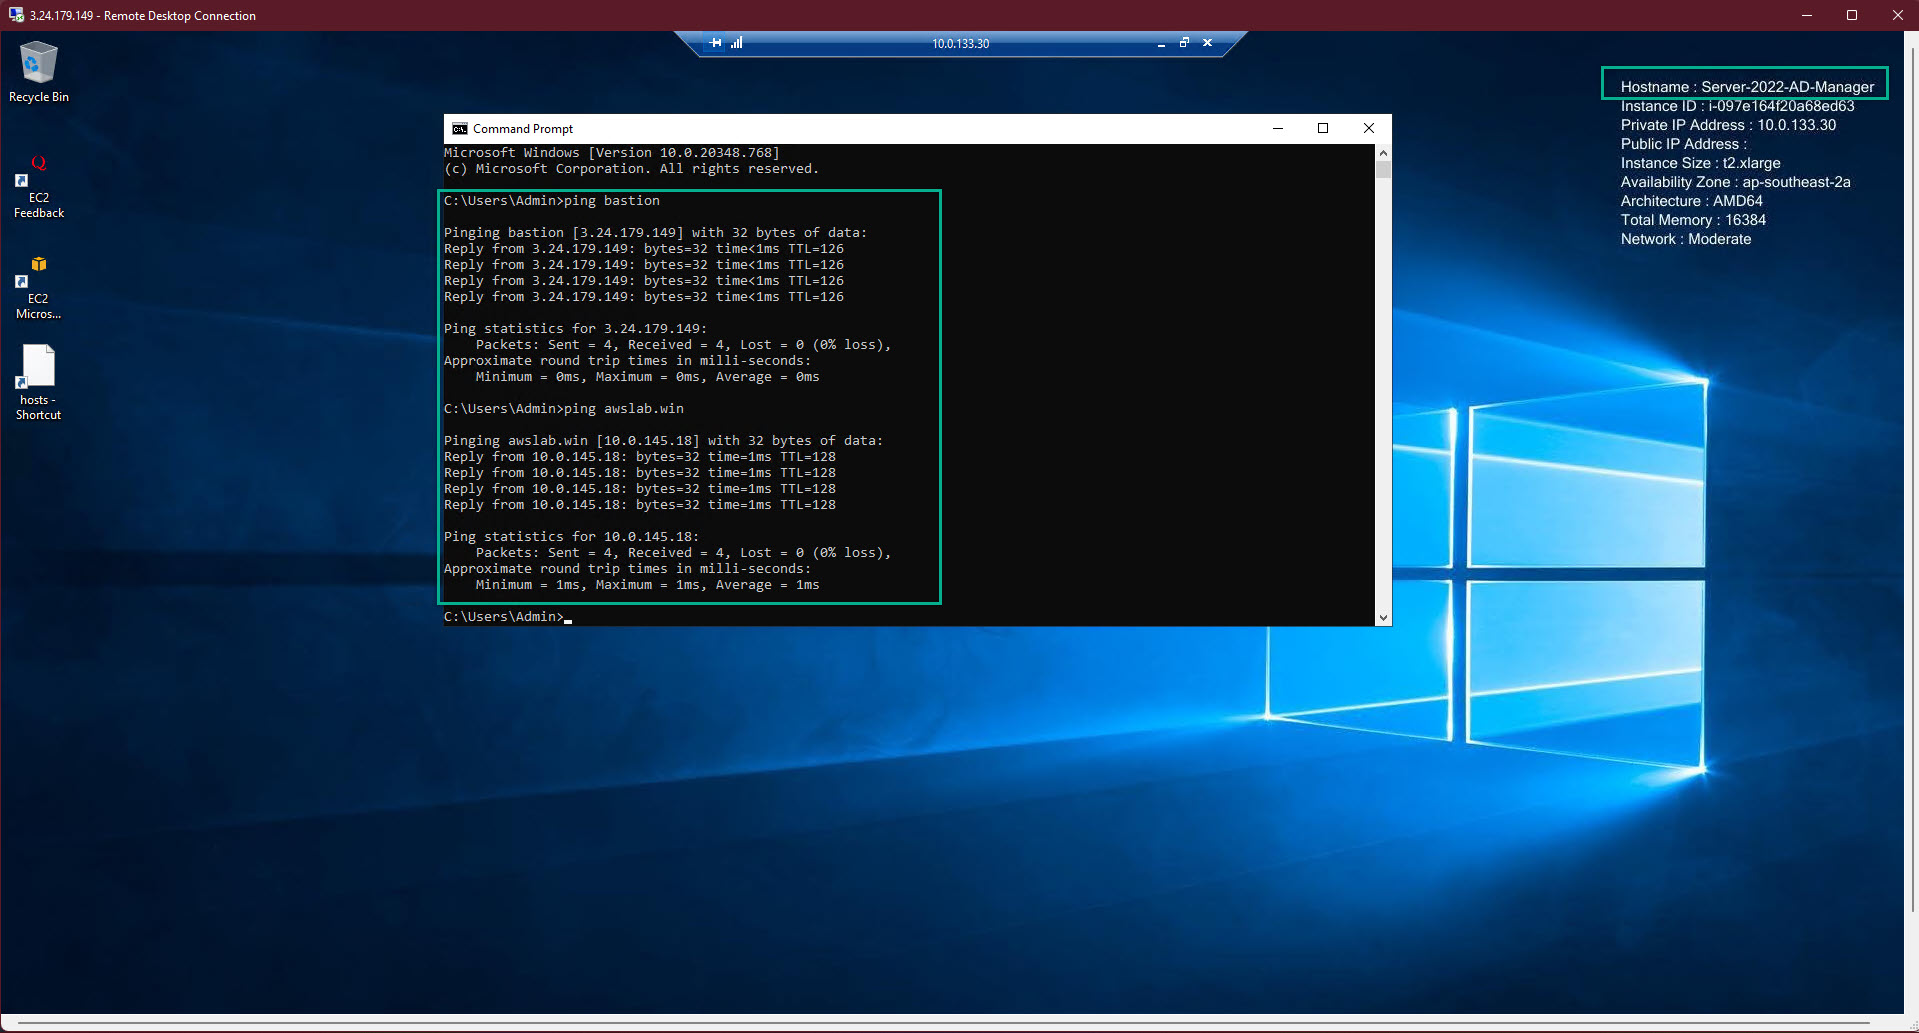 3.24.179.149 - Remote Desktop Connection
10.0.133.30
Recycle Bin
EC2
Feedback
EC2
Micros...
hosts -
Shortcut
Hostname : Server-2022-AD-Manager
Instance ID : i-097e164f20a68ed63
Private IP Address : 10.0.133.30
Public IP Address :
Instance Size : t2.xlarge
Availability Zone : ap-southeast-2a
Architecture : AMD64
Total Memory : 16384
Network : Moderate
Command Prompt
Microsoft Windows [Version 10.0.20348.768]
(c) Microsoft Corporation. All rights reserved.
C:\Users\Admin>ping bastion
Pinging bastion [3.24.179.149] with 32 bytes of data:
Reply from 3.24.179.149: bytes=32 time<1ms TTL=126
Reply from 3.24.179.149: bytes=32 time<1ms TTL=126
Reply from 3.24.179.149: bytes=32 time<1ms TTL=126
Reply from 3.24.179.149: bytes=32 time<1ms TTL=126
Ping statistics for 3.24.179.149:
Packets: Sent = 4, Received = 4, Lost = 0 (0% loss),
Approximate round trip times in milli-seconds:
Minimum = 0ms, Maximum = 0ms, Average = 0ms
C:\Users\Admin>ping awslab.win
Pinging awslab.win [10.0.145.18] with 32 bytes of data:
Reply from 10.0.145.18: bytes=32 time=1ms TTL=128
Reply from 10.0.145.18: bytes=32 time=1ms TTL=128
Reply from 10.0.145.18: bytes=32 time=1ms TTL=128
Reply from 10.0.145.18: bytes=32 time=1ms TTL=128
Ping statistics for 10.0.145.18:
Packets: Sent = 4, Received = 4, Lost = 0 (0% loss),
Approximate round trip times in milli-seconds:
Minimum = 1ms, Maximum = 1ms, Average = 1ms
C:\Users\Admin>